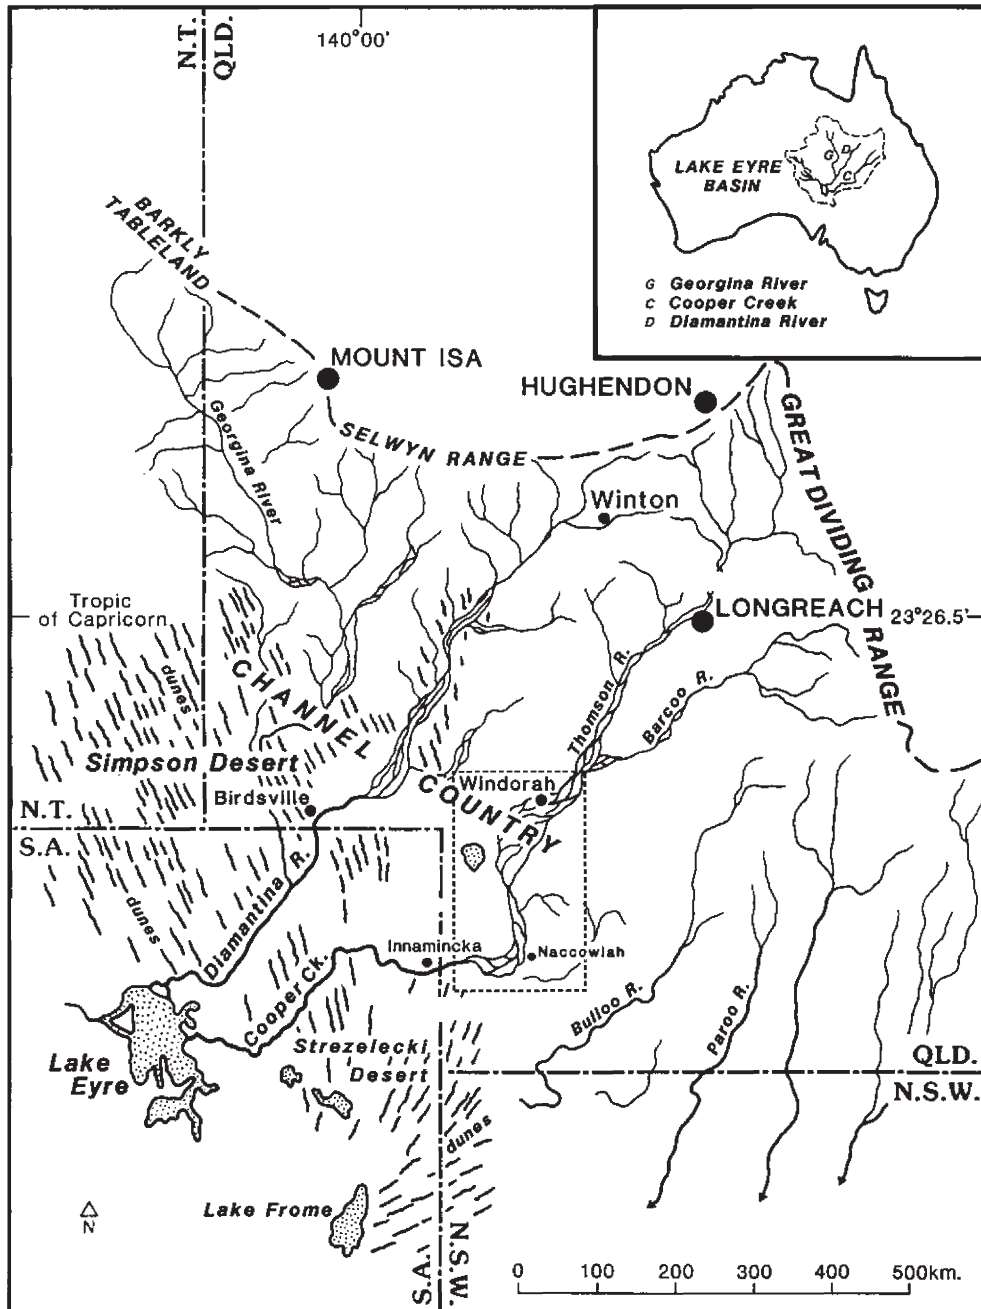 N.T.
QLD.
140°00'
LAKE EYRE
BASIN
G
D
C
G Georgina River
C Cooper Creek
D Diamantina River
BARKLY
TABLELAND
MOUNT ISA
HUGHENDON
SELWYN RANGE
GREAT DIVIDING RANGE
Georgina River
Winton
Tropic
of Capricorn
LONGREACH
23°26.5'
dunes
CHANNEL
COUNTRY
Thomson R.
Barcoo R.
Simpson Desert
Birdsville
Windorah
N.T.
S.A.
dunes
Diamantina R.
Innamincka
Naccowlah
Cooper Ck.
Bulloo R.
Paroo R.
Strezelecki
Desert
Lake
Eyre
QLD.
N.S.W.
dunes
Lake Frome
N
S.A.
N.S.W.
0 100 200 300 400 500km.